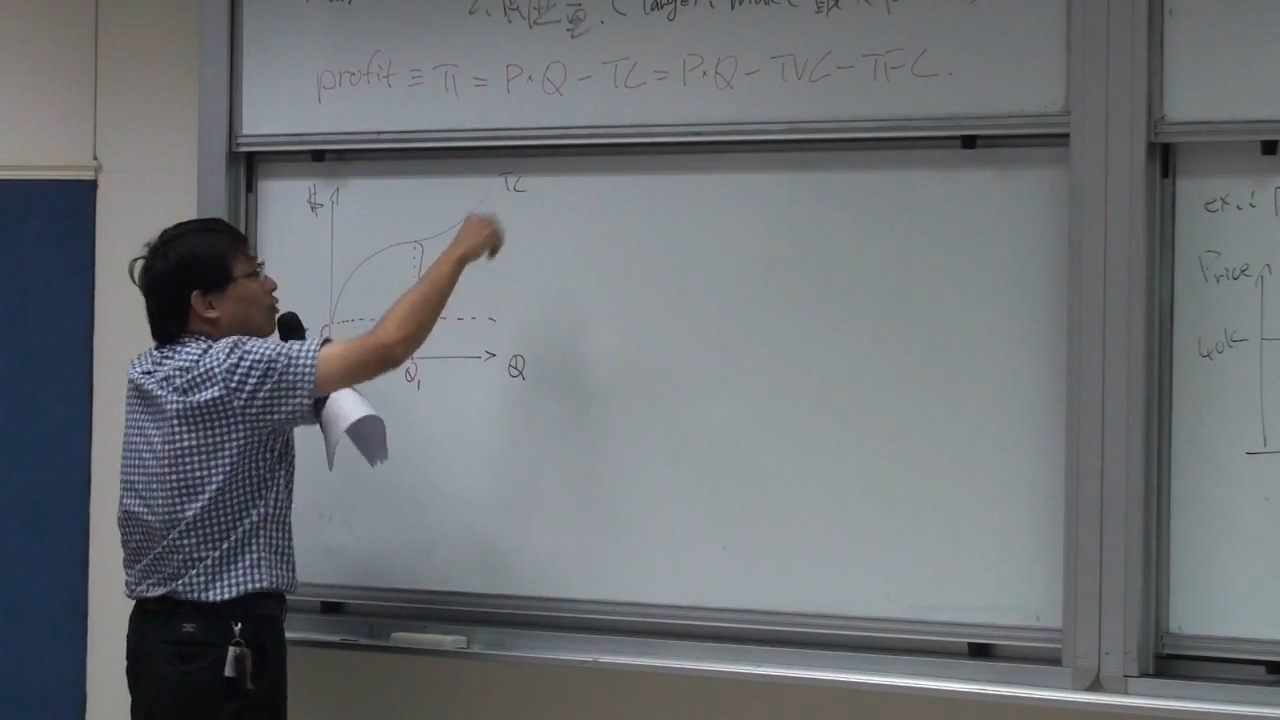 profit ≡ π = P×Q − TC = P×Q − TVC − TFC.
$
TC
Q₁
Q
ex.:
Price
40k